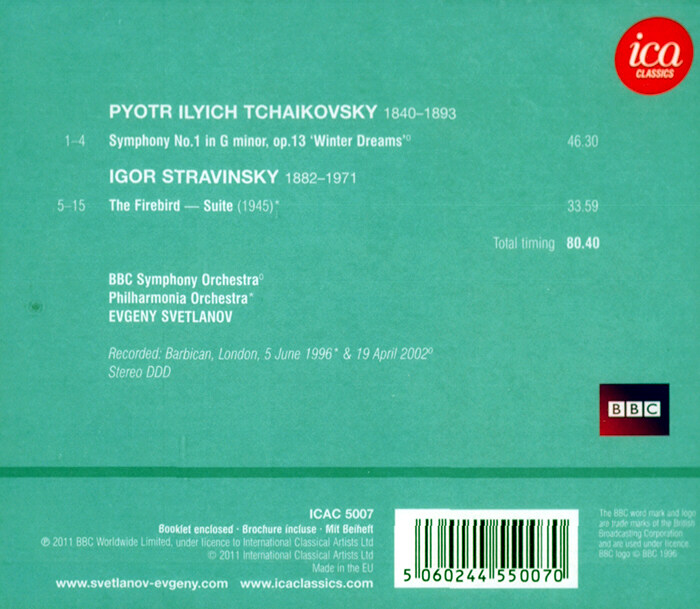 ica
CLASSICS
PYOTR ILYICH TCHAIKOVSKY 1840–1893
1–4 Symphony No.1 in G minor, op.13 'Winter Dreams'◊ 46.30
IGOR STRAVINSKY 1882–1971
5–15 The Firebird — Suite (1945)* 33.59
Total timing 80.40
BBC Symphony Orchestra◊
Philharmonia Orchestra*
EVGENY SVETLANOV
Recorded: Barbican, London, 5 June 1996* & 19 April 2002◊
Stereo DDD
BBC
ICAC 5007
Booklet enclosed · Brochure incluse · Mit Beiheft
℗ 2011 BBC Worldwide Limited, under licence to International Classical Artists Ltd
© 2011 International Classical Artists Ltd
Made in the EU
www.svetlanov-evgeny.com www.icaclassics.com
5 060244 550070
The BBC word mark and logo
are trade marks of the British
Broadcasting Corporation
and are used under licence.
BBC logo © BBC 1996